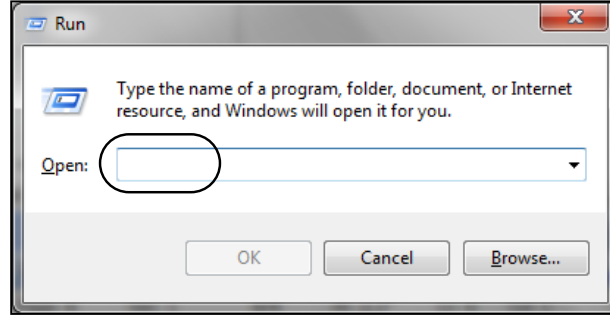 Run
Type the name of a program, folder, document, or Internet
resource, and Windows will open it for you.
Open:
OK Cancel Browse...